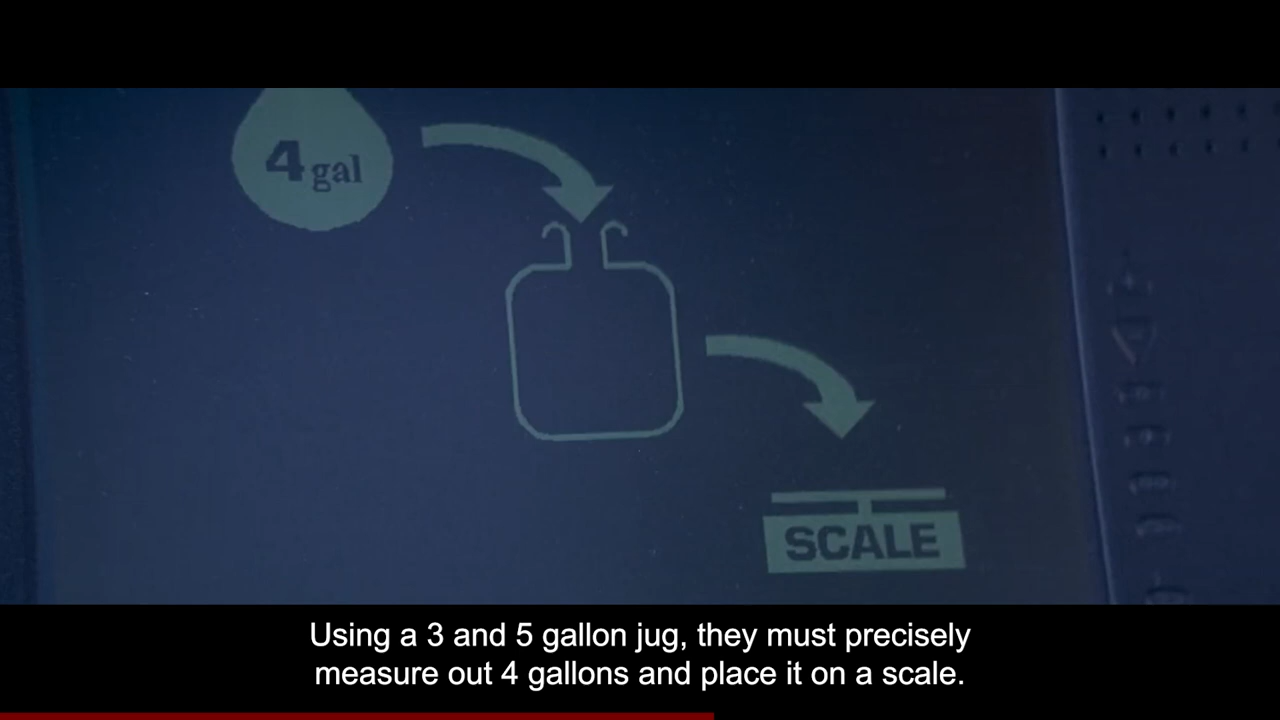 4 gal
SCALE
Using a 3 and 5 gallon jug, they must precisely
measure out 4 gallons and place it on a scale.